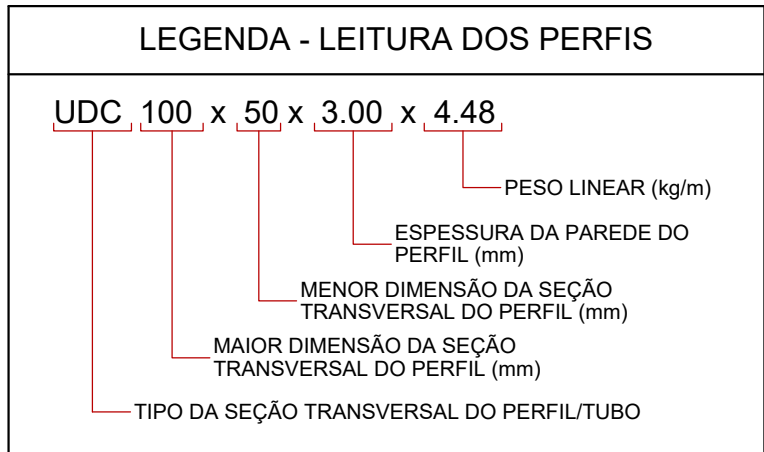 LEGENDA - LEITURA DOS PERFIS
UDC 100 x 50 x 3.00 x 4.48
PESO LINEAR (kg/m)
ESPESSURA DA PAREDE DO
PERFIL (mm)
MENOR DIMENSÃO DA SEÇÃO
TRANSVERSAL DO PERFIL (mm)
MAIOR DIMENSÃO DA SEÇÃO
TRANSVERSAL DO PERFIL (mm)
TIPO DA SEÇÃO TRANSVERSAL DO PERFIL/TUBO